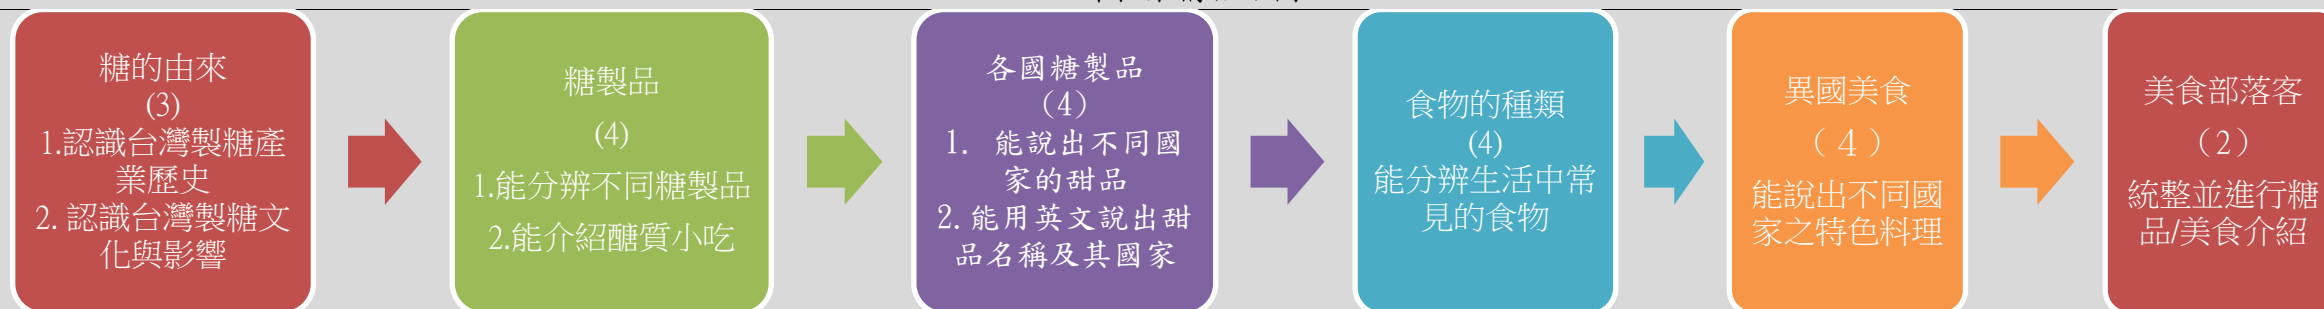 糖的由來
(3)
1.認識台灣製糖產
業歷史
2. 認識台灣製糖文
化與影響
糖製品
(4)
1.能分辨不同糖製品
2.能介紹醣質小吃
各國糖製品
（4）
1. 能說出不同國
家的甜品
2.能用英文說出甜
品名稱及其國家
食物的種類
(4)
能分辨生活中常
見的食物
異國美食
（４）
能說出不同國
家之特色料理
美食部落客
（2）
統整並進行糖
品/美食介紹